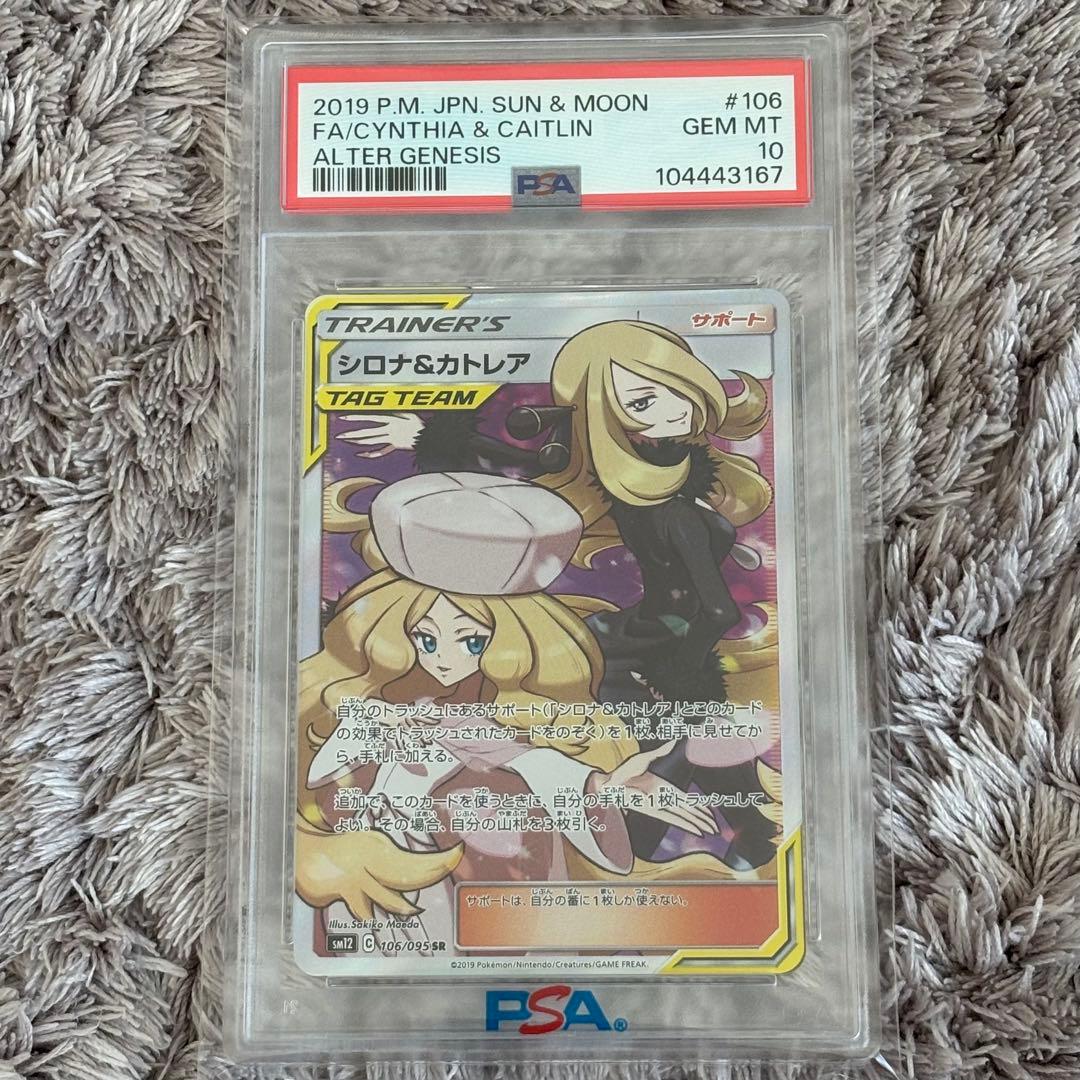 2019 P.M. JPN. SUN & MOON #106
FA/CYNTHIA & CAITLIN GEM MT
ALTER GENESIS 10
PSA 104443167
TRAINER'S サポート
シロナ&カトレア
TAG TEAM
自分のトラッシュにあるサポート(「シロナ&カトレア」とこのカード
の効果でトラッシュされたカードをのぞく)を1枚、相手に見せてか
ら、手札に加える。
追加で、このカードを使うときに、自分の手札を1枚トラッシュして
よい。その場合、自分の山札を3枚引く。
サポートは、自分の番に1枚しか使えない。
Illus. Sakiko Maeda
SM12 C 106/095 SR
©2019 Pokémon/Nintendo/Creatures/GAME FREAK.
PSA®